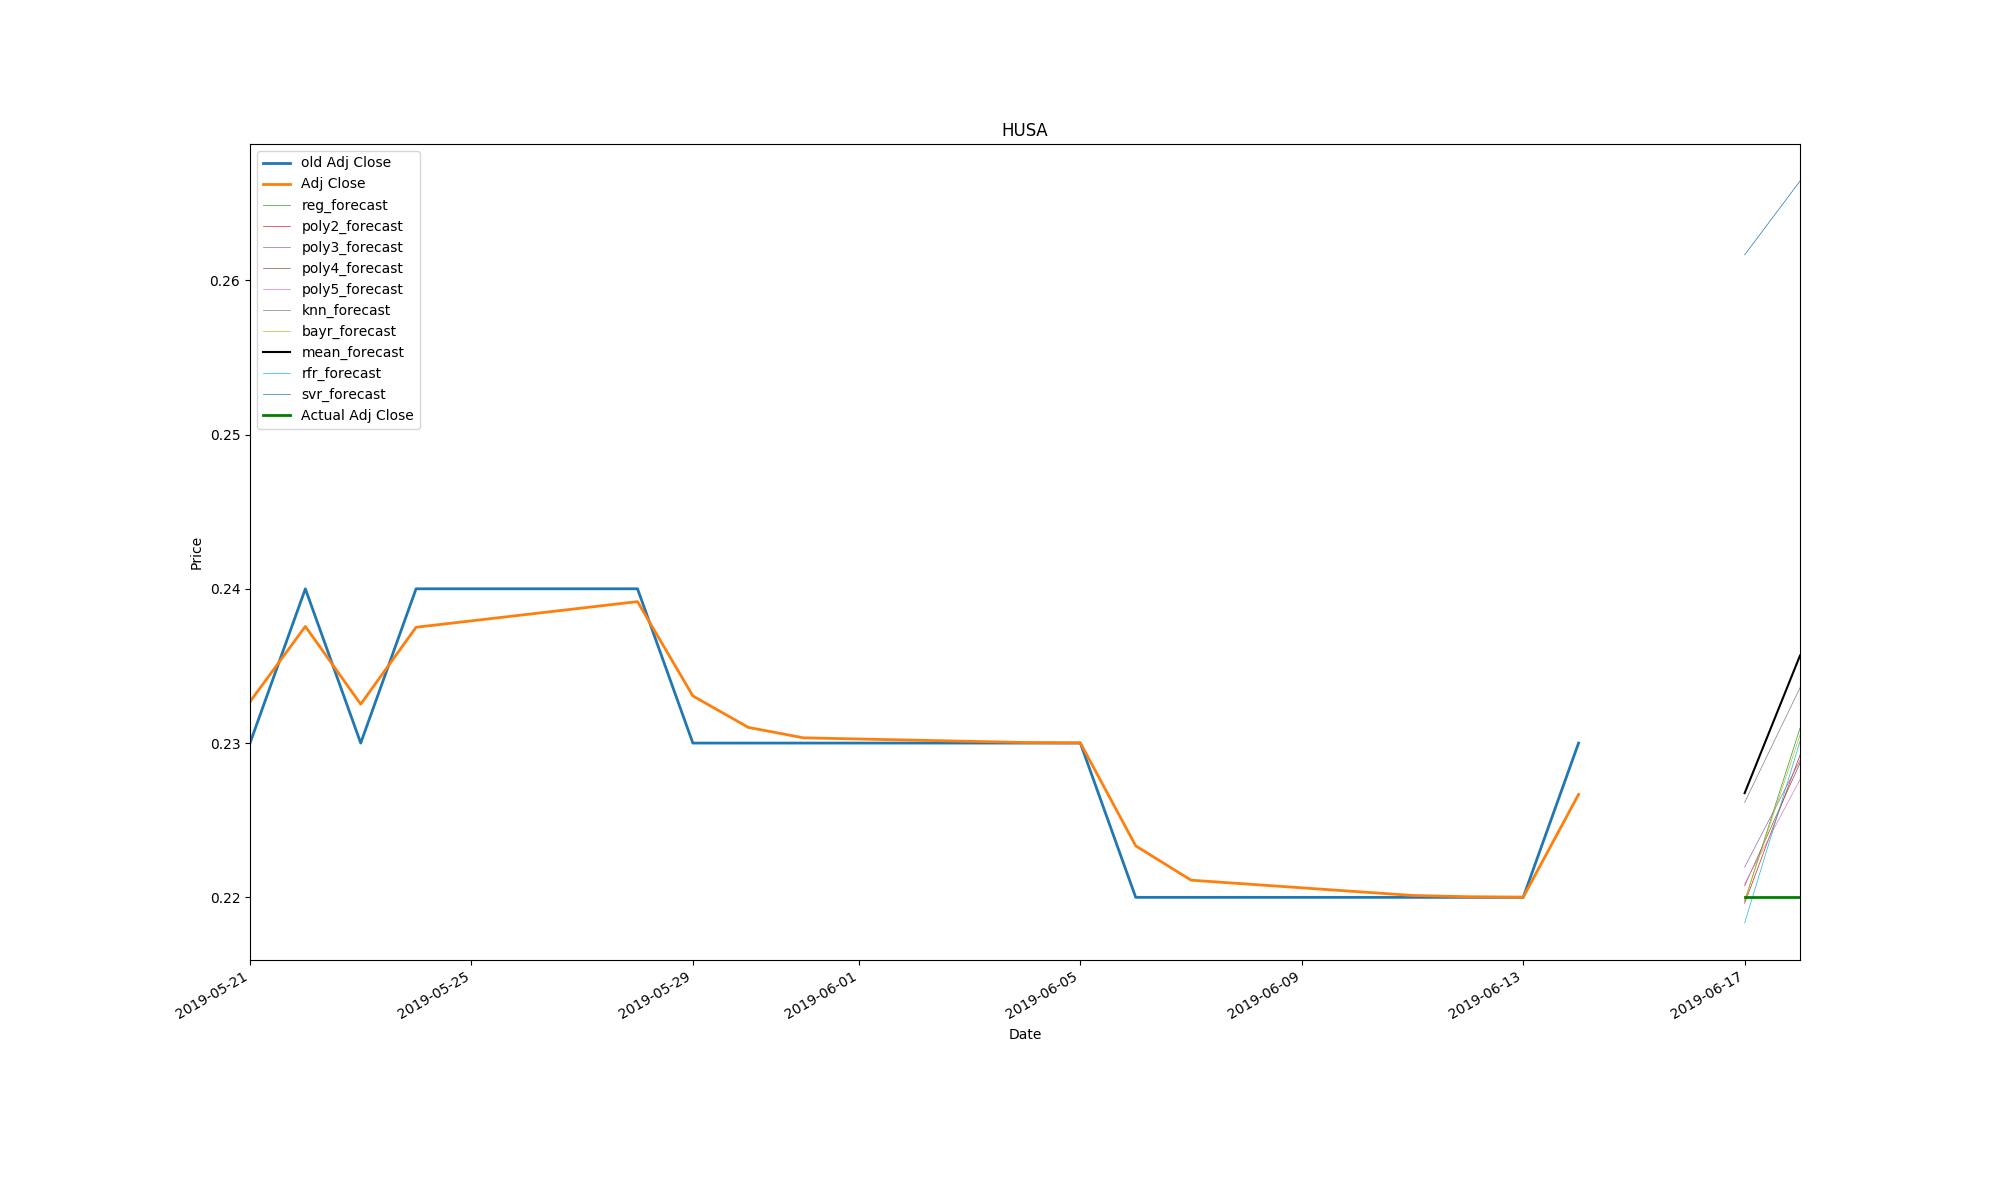 HUSA
old Adj Close
Adj Close
reg_forecast
poly2_forecast
poly3_forecast
poly4_forecast
poly5_forecast
knn_forecast
bayr_forecast
mean_forecast
rfr_forecast
svr_forecast
Actual Adj Close
0.26
0.25
0.24
0.23
0.22
Price
2019-05-21
2019-05-25
2019-05-29
2019-06-01
2019-06-05
2019-06-09
2019-06-13
2019-06-17
Date